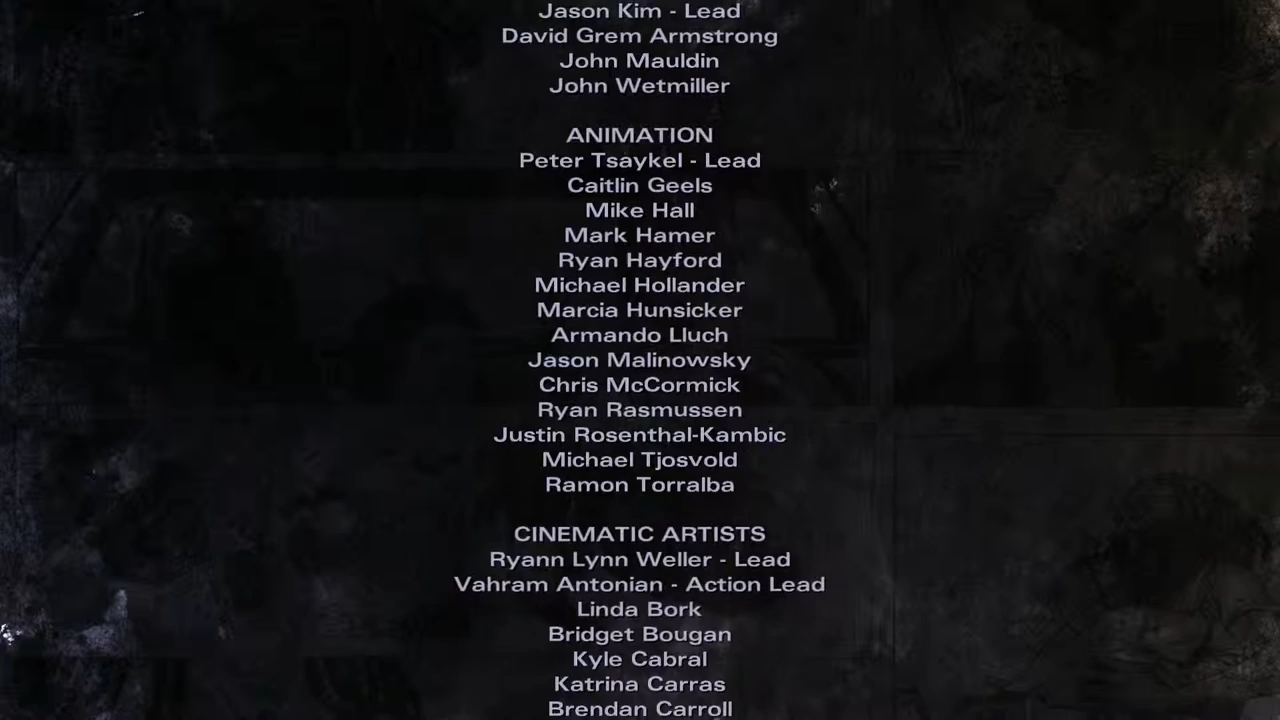 Jason Kim - Lead
David Grem Armstrong
John Mauldin
John Wetmiller
ANIMATION
Peter Tsaykel - Lead
Caitlin Geels
Mike Hall
Mark Hamer
Ryan Hayford
Michael Hollander
Marcia Hunsicker
Armando Lluch
Jason Malinowsky
Chris McCormick
Ryan Rasmussen
Justin Rosenthal-Kambic
Michael Tjosvold
Ramon Torralba
CINEMATIC ARTISTS
Ryann Lynn Weller - Lead
Vahram Antonian - Action Lead
Linda Bork
Bridget Bougan
Kyle Cabral
Katrina Carras
Brendan Carroll